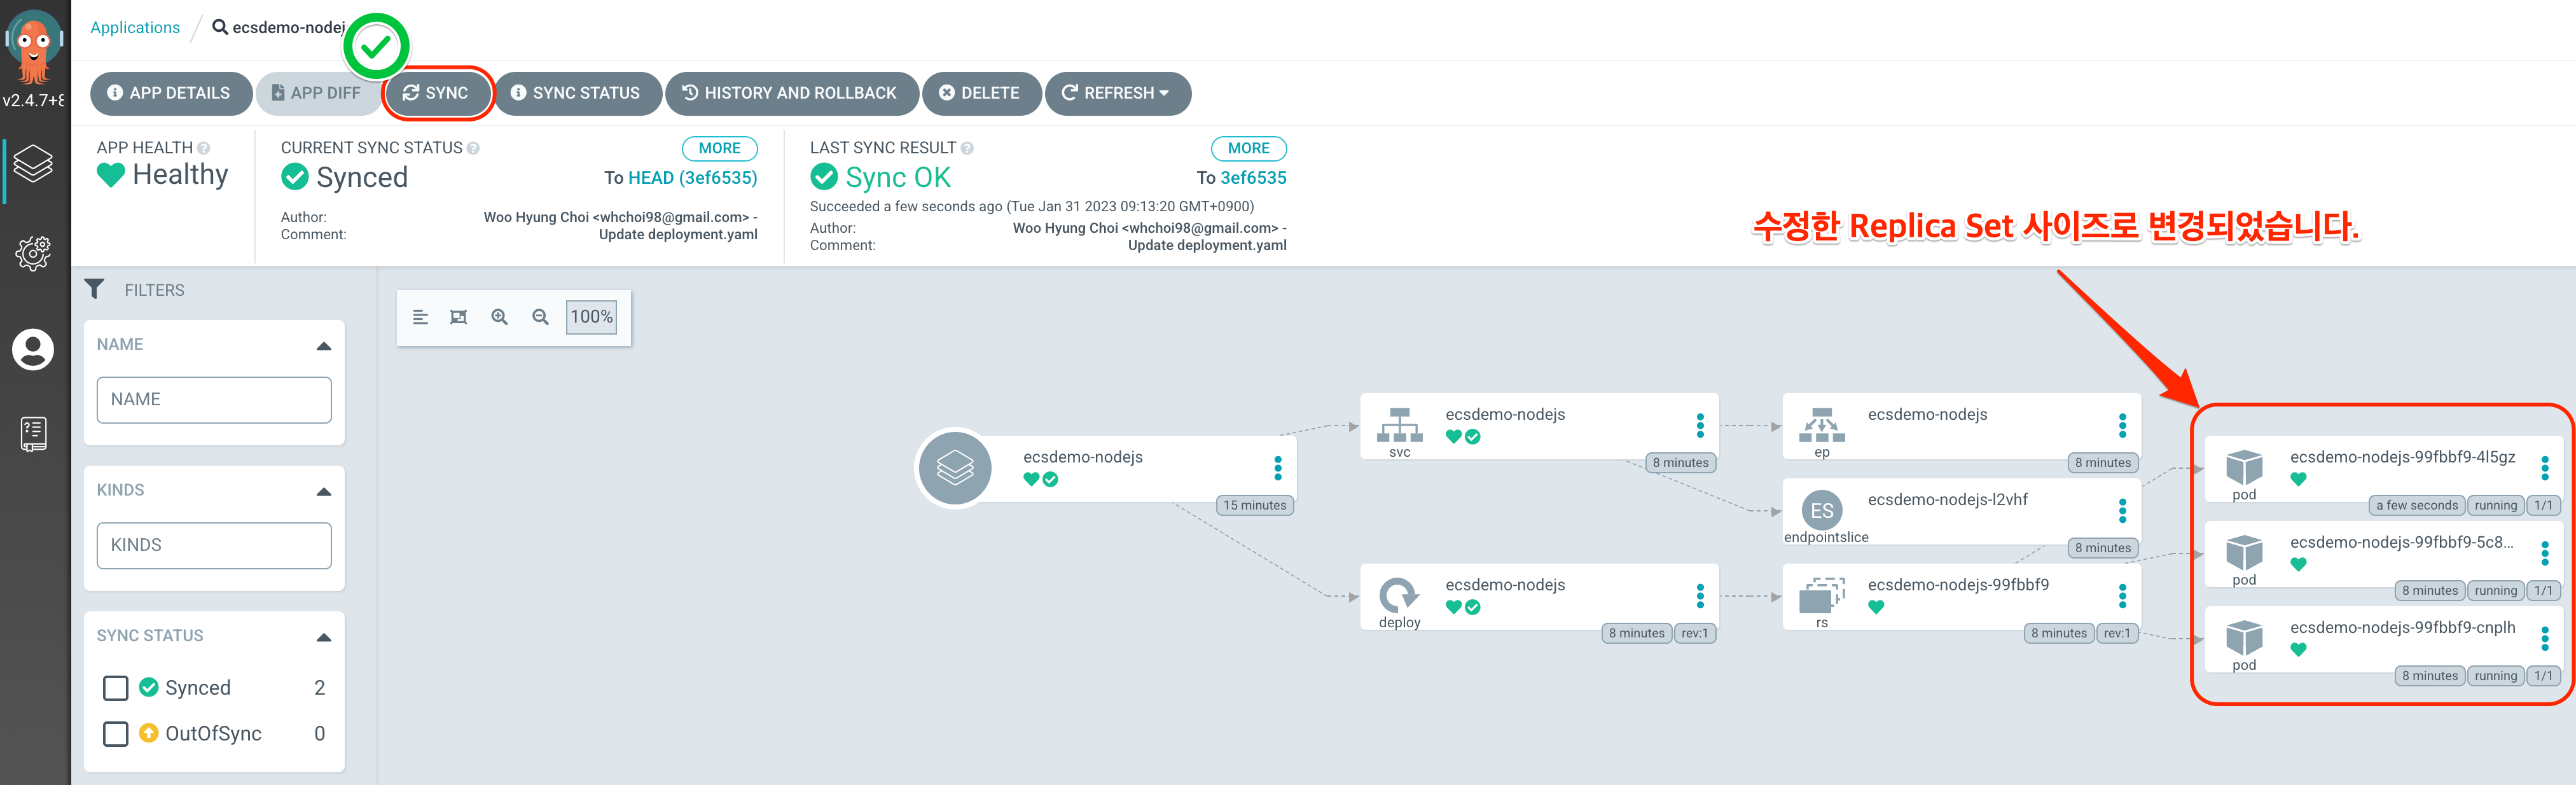 Applications / ecsdemo-nodej
v2.4.7+8
APP DETAILS
APP DIFF
SYNC
SYNC STATUS
HISTORY AND ROLLBACK
DELETE
REFRESH
APP HEALTH
Healthy
CURRENT SYNC STATUS
MORE
Synced
To HEAD (3ef6535)
Author: Woo Hyung Choi <whchoi98@gmail.com> -
Comment: Update deployment.yaml
LAST SYNC RESULT
MORE
Sync OK
To 3ef6535
Succeeded a few seconds ago (Tue Jan 31 2023 09:13:20 GMT+0900)
Author: Woo Hyung Choi <whchoi98@gmail.com> -
Comment: Update deployment.yaml
수정한 Replica Set 사이즈로 변경되었습니다.
FILTERS
NAME
NAME
KINDS
KINDS
SYNC STATUS
Synced 2
OutOfSync 0
100%
ecsdemo-nodejs
15 minutes
ecsdemo-nodejs
svc
8 minutes
ecsdemo-nodejs
deploy
8 minutes rev:1
ecsdemo-nodejs
ep
8 minutes
ES
ecsdemo-nodejs-l2vhf
endpointslice
8 minutes
ecsdemo-nodejs-99fbbf9
rs
8 minutes rev:1
ecsdemo-nodejs-99fbbf9-4l5gz
pod
a few seconds running 1/1
ecsdemo-nodejs-99fbbf9-5c8...
pod
8 minutes running 1/1
ecsdemo-nodejs-99fbbf9-cnplh
pod
8 minutes running 1/1